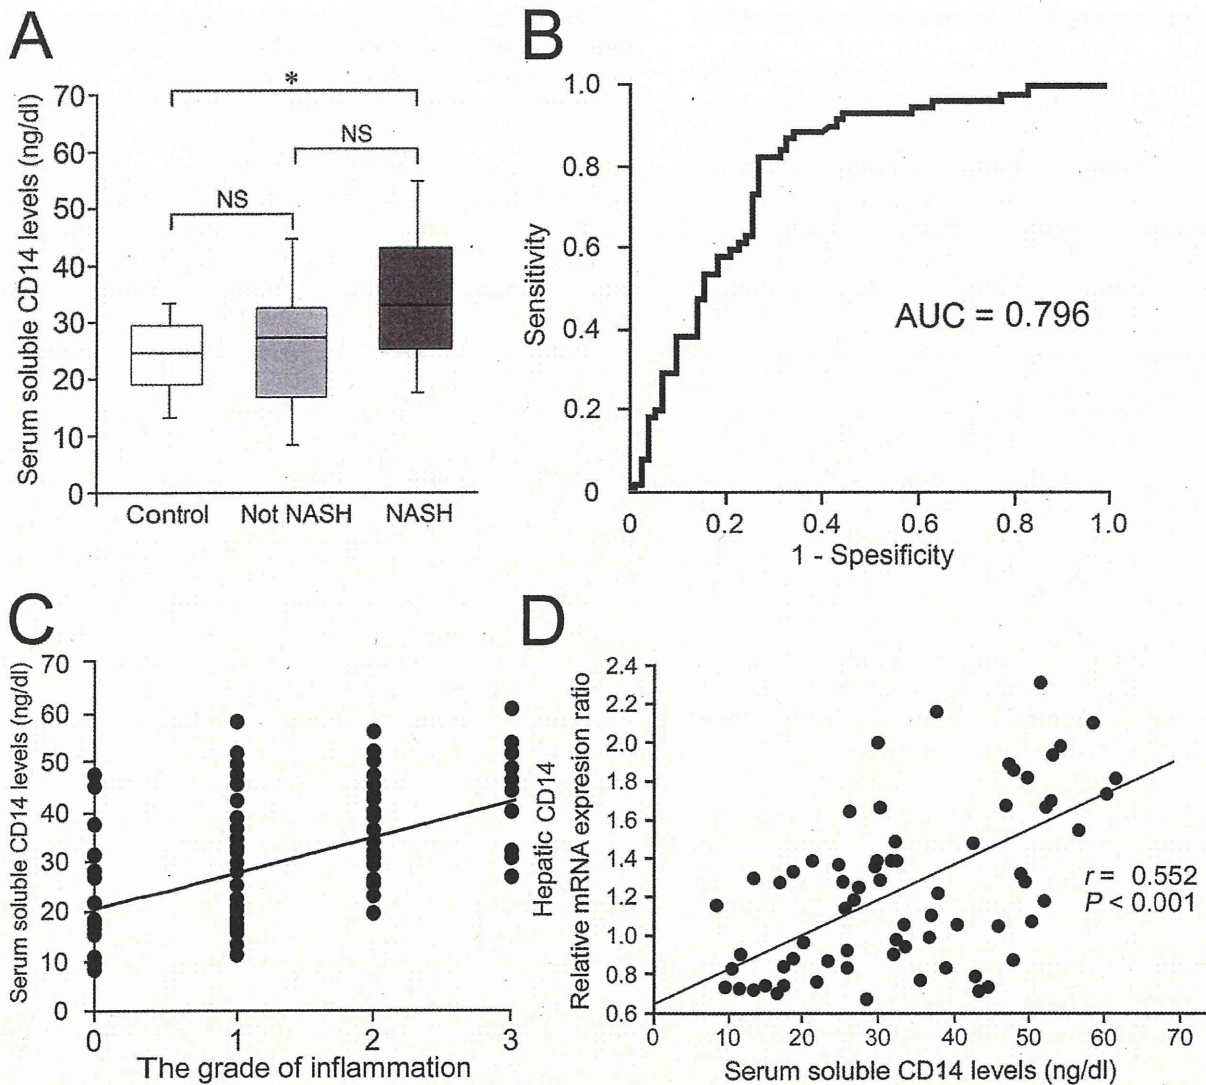 A
Serum soluble CD14 levels (ng/dl)
70
60
50
40
30
20
10
0
*
NS
NS
Control Not NASH NASH
B
Sensitivity
1.0
0.8
0.6
0.4
0.2
0
AUC = 0.796
0 0.2 0.4 0.6 0.8 1.0
1 - Spesificity
C
Serum soluble CD14 levels (ng/dl)
70
60
50
40
30
20
10
0
0 1 2 3
The grade of inflammation
D
Hepatic CD14
Relative mRNA expresion ratio
2.4
2.2
2.0
1.8
1.6
1.4
1.2
1.0
0.8
0.6
r = 0.552
P < 0.001
0 10 20 30 40 50 60 70
Serum soluble CD14 levels (ng/dl)